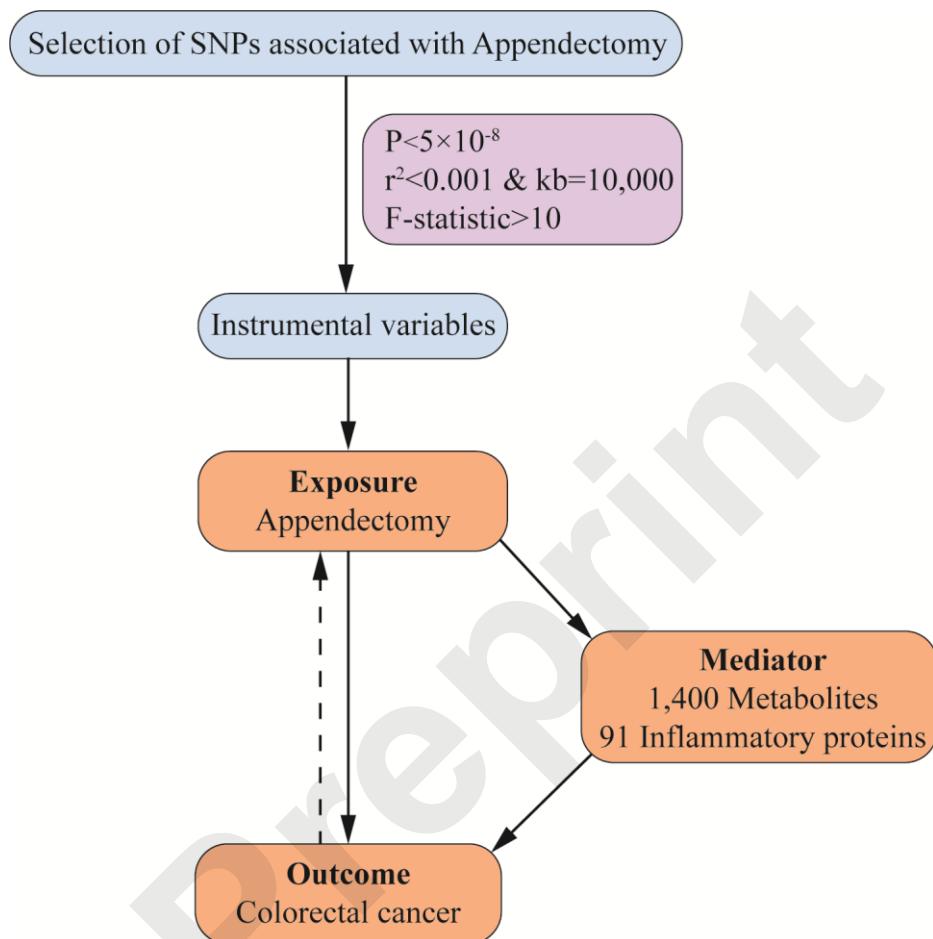 Selection of SNPs associated with Appendectomy
P<5×10⁻⁸
r²<0.001 & kb=10,000
F-statistic>10
Instrumental variables
Exposure
Appendectomy
Mediator
1,400 Metabolites
91 Inflammatory proteins
Outcome
Colorectal cancer
Preprint